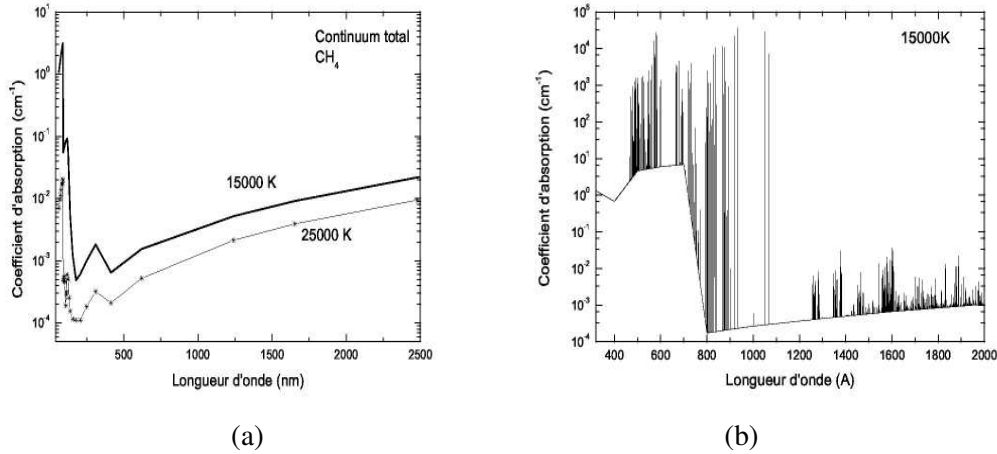 Continuum total
CH₄
15000 K
25000 K
Coefficient d'absorption (cm⁻¹)
10¹
10⁰
10⁻¹
10⁻²
10⁻³
10⁻⁴
500 1000 1500 2000 2500
Longueur d'onde (nm)
(a)
15000K
Coefficient d'absorption (cm⁻¹)
10⁵
10⁴
10³
10²
10¹
10⁰
10⁻¹
10⁻²
10⁻³
10⁻⁴
400 600 800 1000 1200 1400 1600 1800 2000
Longueur d'onde (A)
(b)